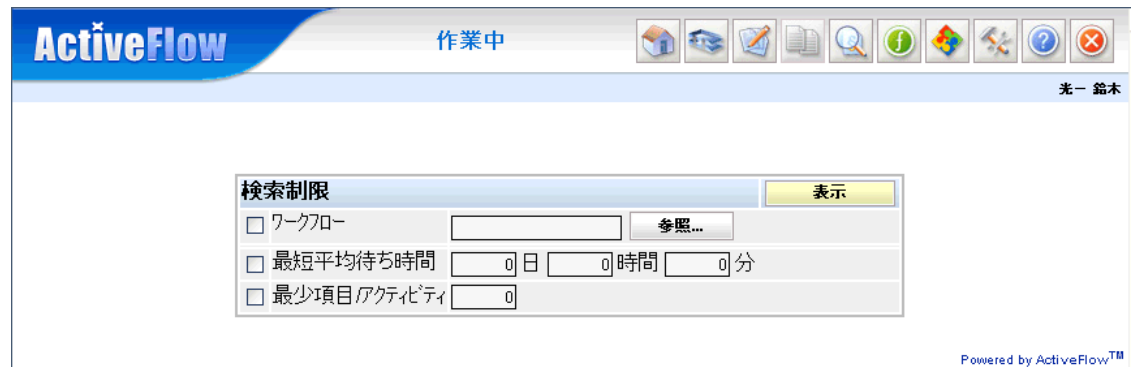 ActiveFlow
作業中
光一 鈴木
検索制限 表示
ﾜｰｸﾌﾛｰ 参照...
最短平均待ち時間 0 日 0 時間 0 分
最少項目/ｱｸﾃｨﾋﾞﾃｨ 0
Powered by ActiveFlow™